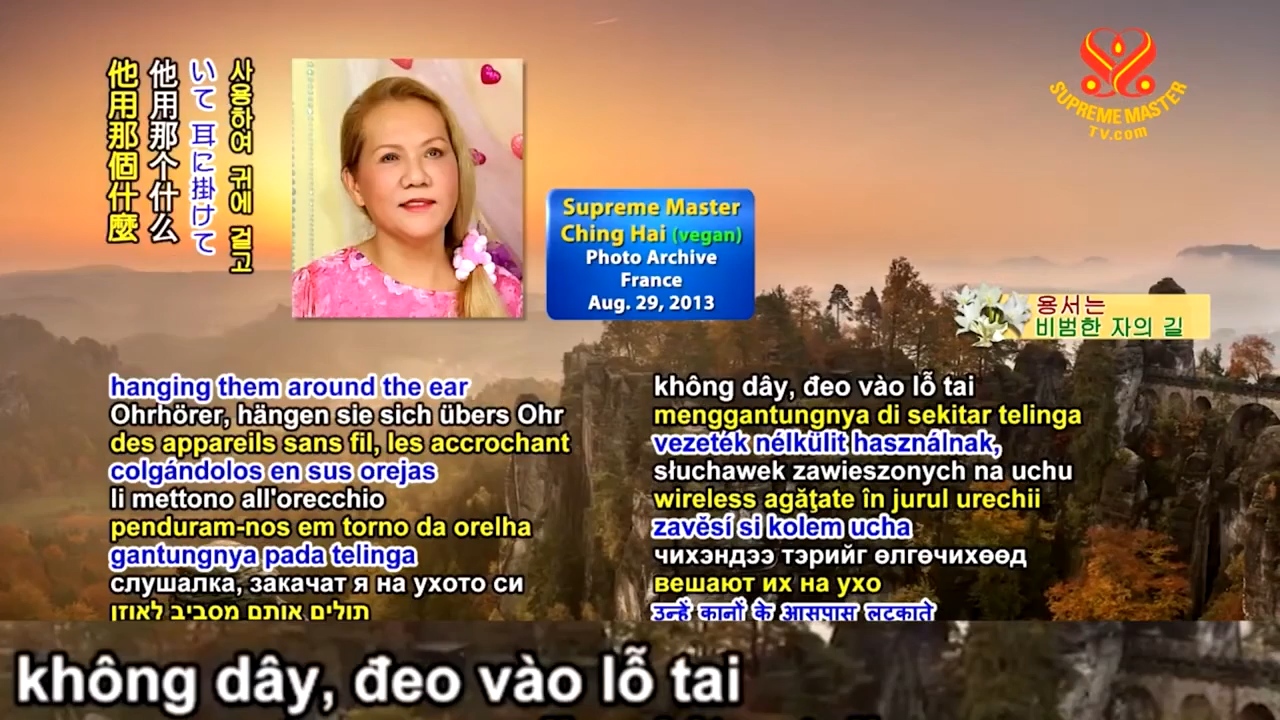 他用那個什麼
他用那个什么
いて 耳に掛けて
사용하여 귀에 걸고
SUPREME MASTER
TV.com
Supreme Master
Ching Hai (vegan)
Photo Archive
France
Aug. 29, 2013
용서는
비범한 자의 길
hanging them around the ear
Ohrhörer, hängen sie sich übers Ohr
des appareils sans fil, les accrochant
colgándolos en sus orejas
li mettono all'orecchio
penduram-nos em torno da orelha
gantungnya pada telinga
слушалка, закачат я на ухото си
תולים אותם מסביב לאוזן
không dây, đeo vào lỗ tai
menggantungnya di sekitar telinga
vezeték nélkülit használnak,
słuchawek zawieszonych na uchu
wireless agăţate în jurul urechii
zavěsí si kolem ucha
чихэндээ тэрийг өлгөчихөөд
вешают их на ухо
उन्हें कानों के आसपास लटकाते
không dây, đeo vào lỗ tai